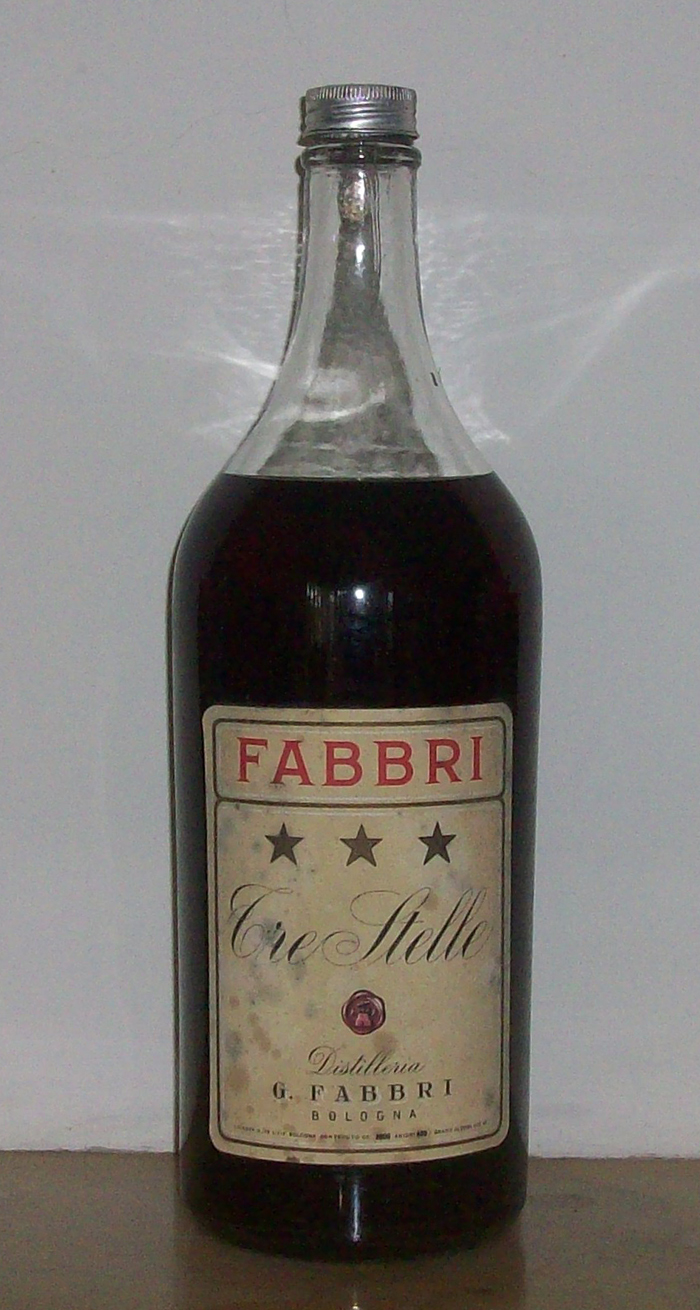 FABBRI
Tre Stelle
Distilleria
G. FABBRI
BOLOGNA